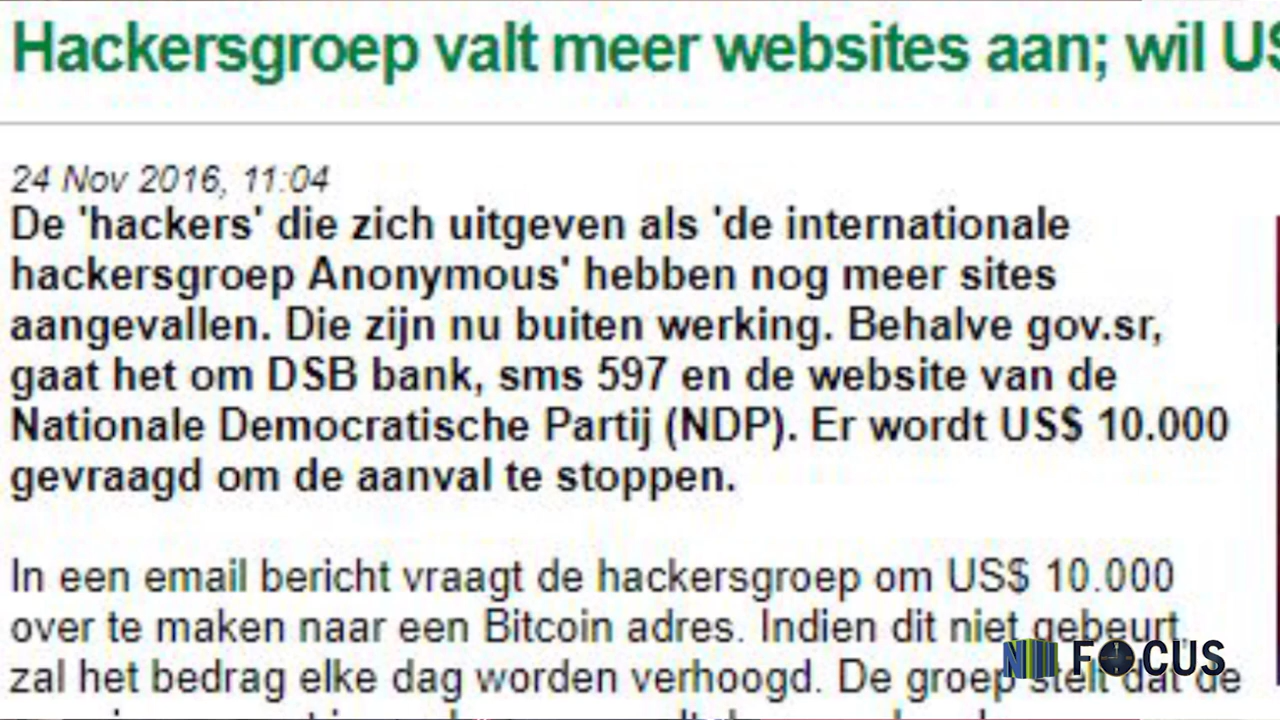 Hackersgroep valt meer websites aan; wil US
24 Nov 2016, 11:04
De 'hackers' die zich uitgeven als 'de internationale
hackersgroep Anonymous' hebben nog meer sites
aangevallen. Die zijn nu buiten werking. Behalve gov.sr,
gaat het om DSB bank, sms 597 en de website van de
Nationale Democratische Partij (NDP). Er wordt US$ 10.000
gevraagd om de aanval te stoppen.
In een email bericht vraagt de hackersgroep om US$ 10.000
over te maken naar een Bitcoin adres. Indien dit niet gebeurt,
zal het bedrag elke dag worden verhoogd. De groep stelt dat de
FOCUS